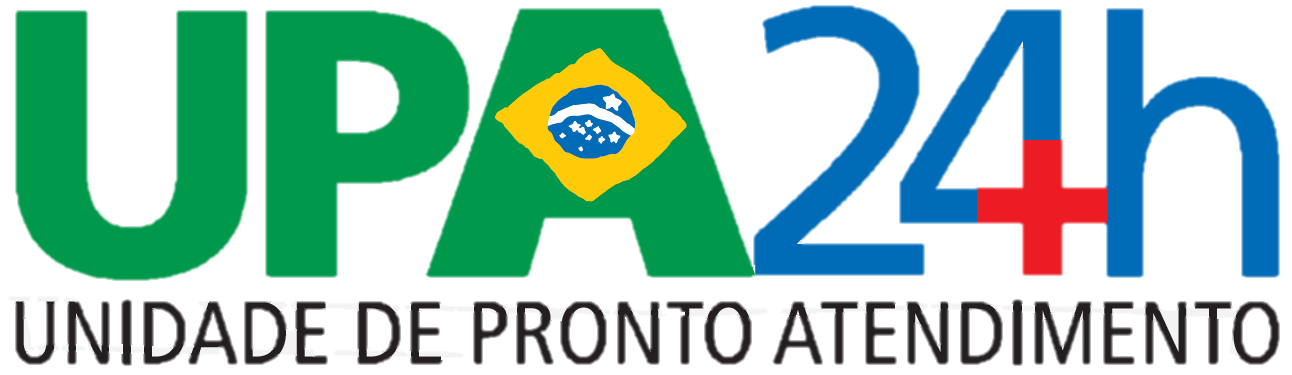 UPA24h
UNIDADE DE PRONTO ATENDIMENTO